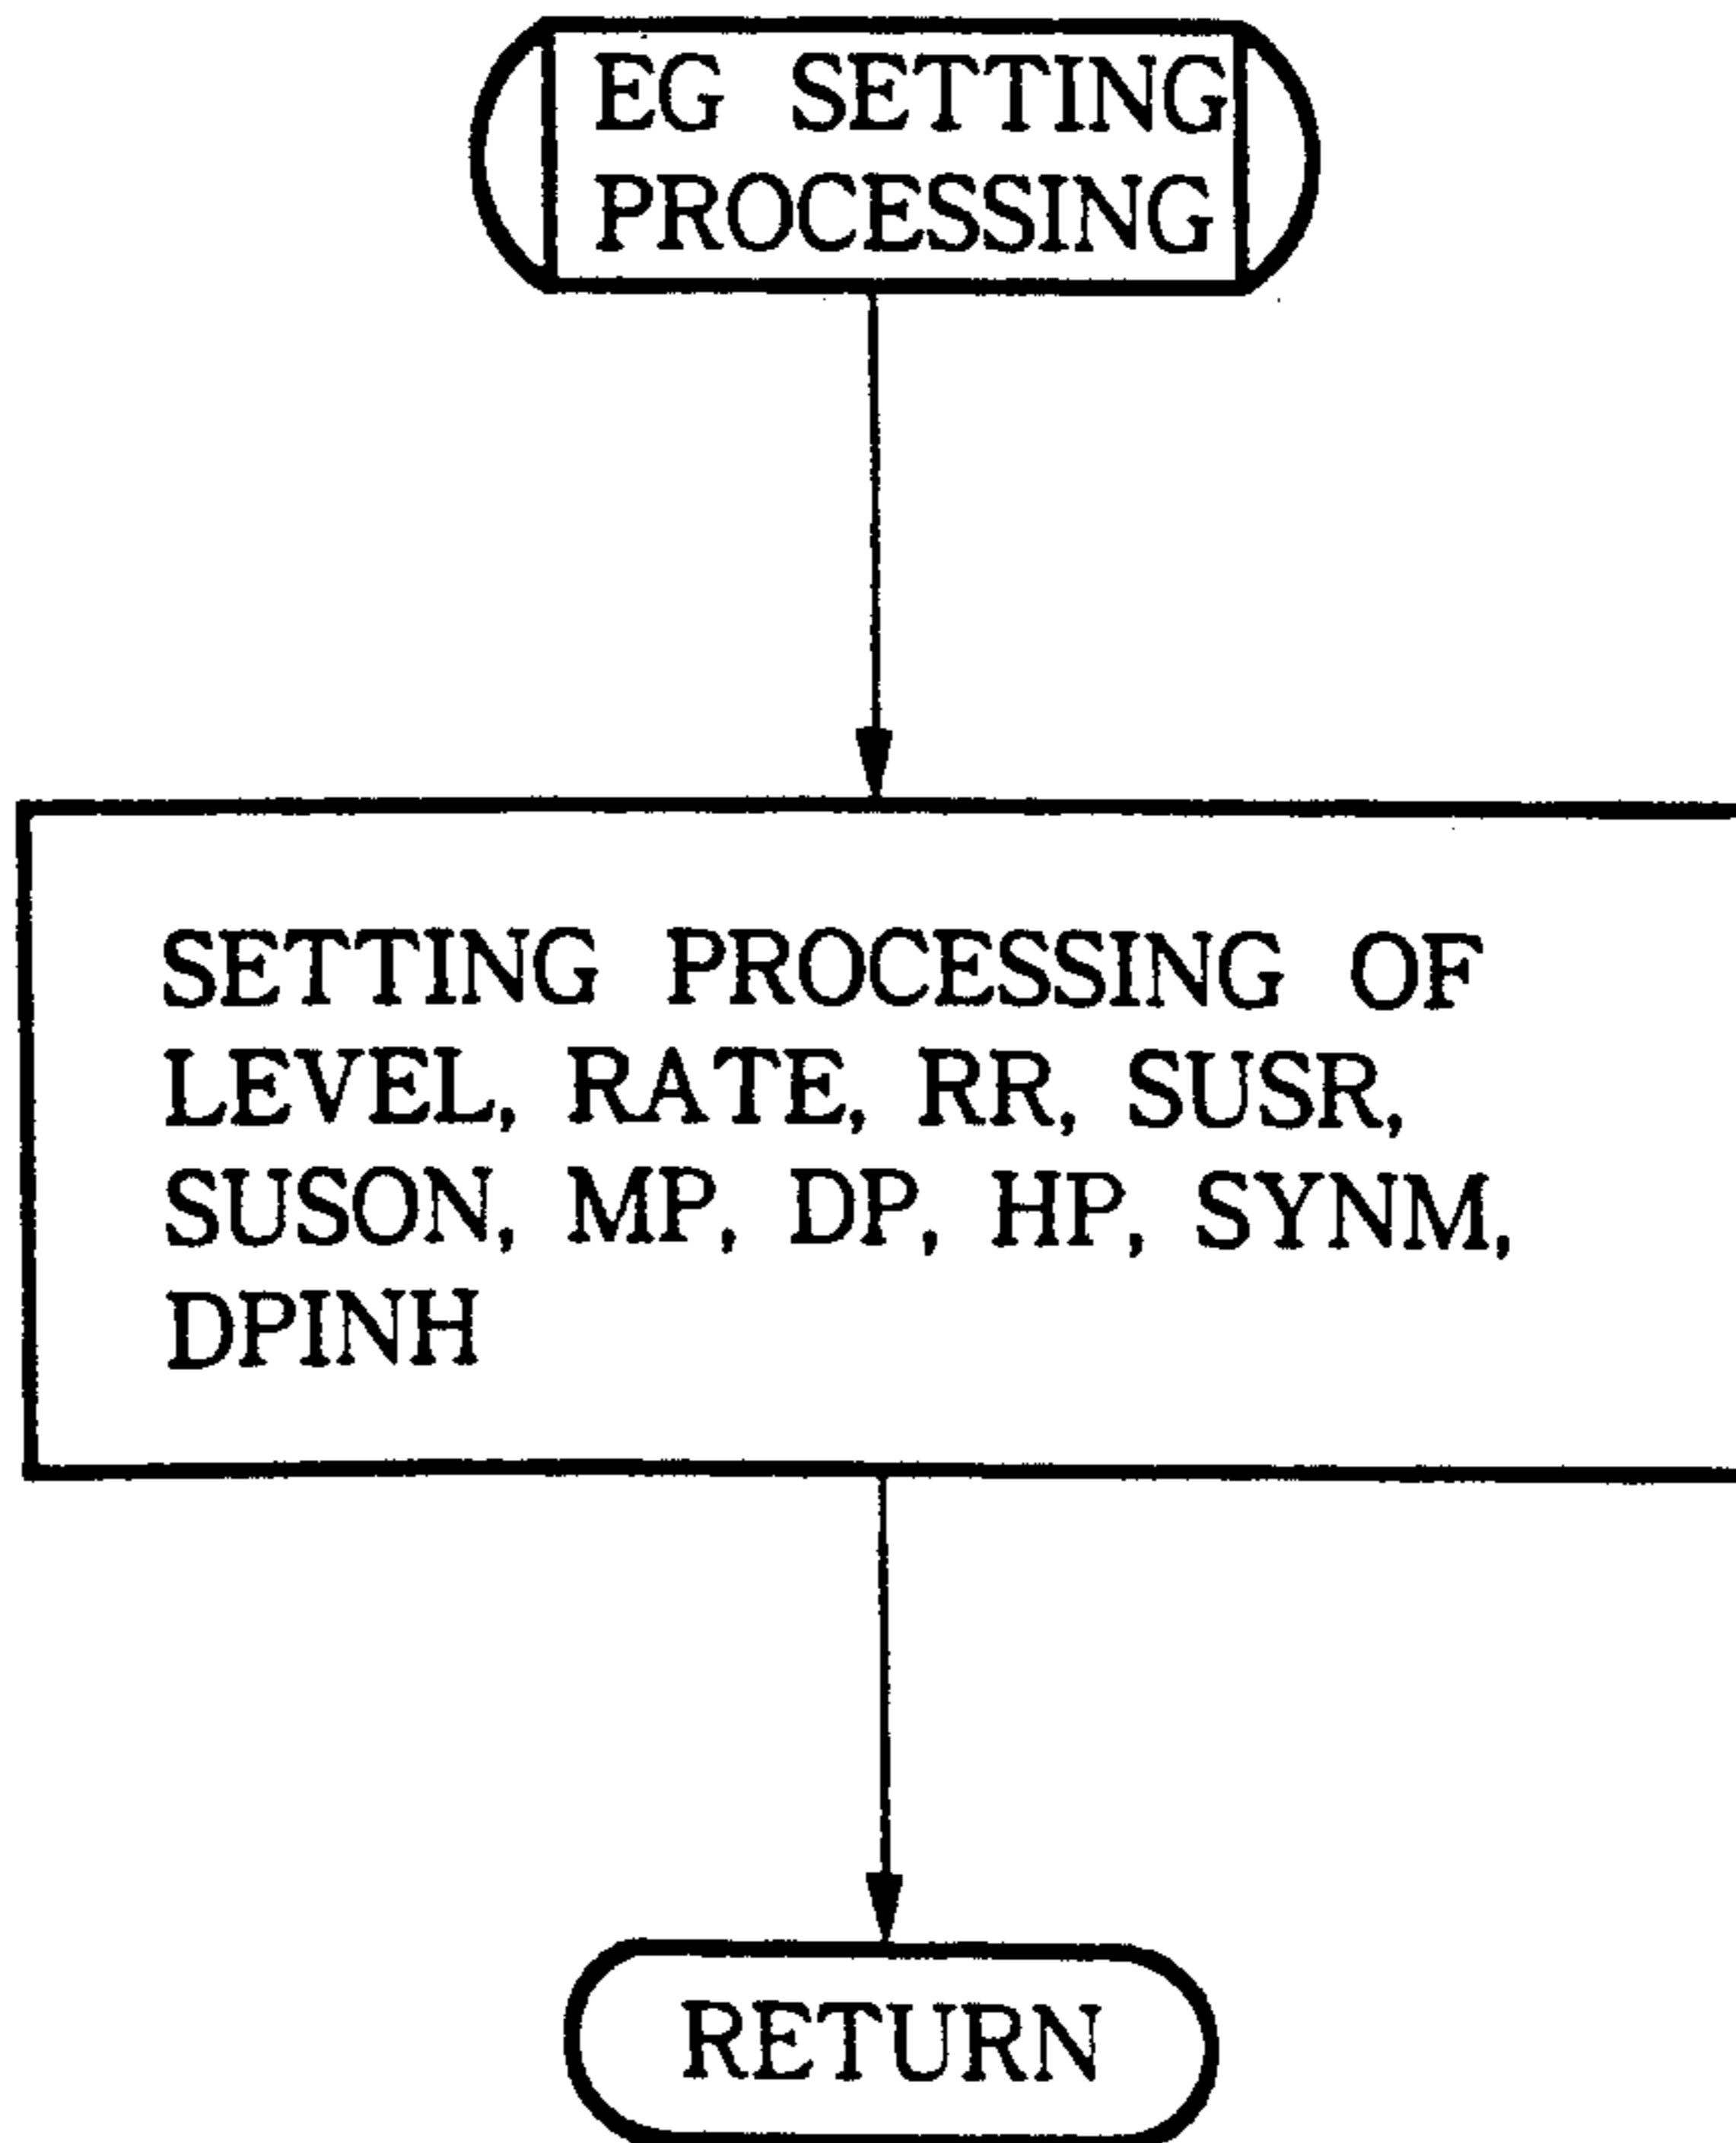 EG SETTING
PROCESSING
SETTING PROCESSING OF
LEVEL, RATE, RR, SUSR,
SUSON, MP, DP, HP, SYNM,
DPINH
RETURN